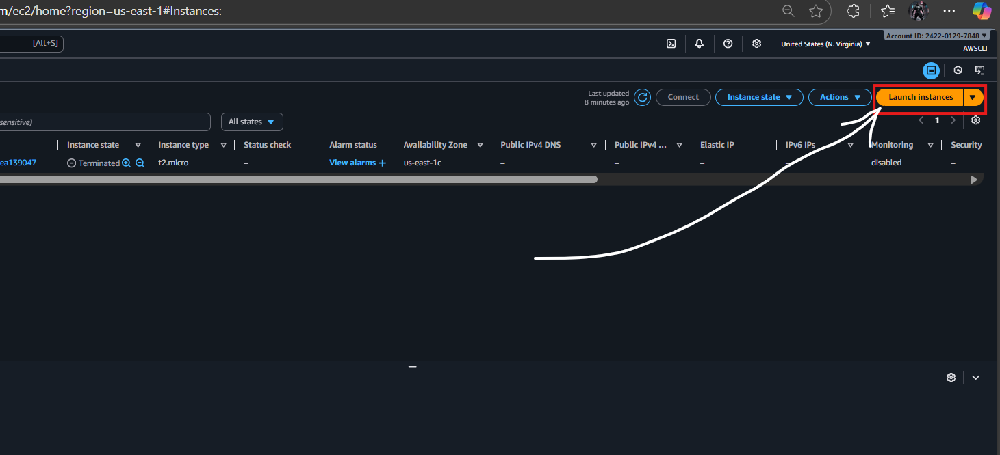 m/ec2/home?region=us-east-1#Instances:
[Alt+S]
United States (N. Virginia)
Account ID: 2422-0129-7848
AWSCLI
Last updated
8 minutes ago
Connect
Instance state
Actions
Launch instances
sensitive)
All states
1
Instance state
Instance type
Status check
Alarm status
Availability Zone
Public IPv4 DNS
Public IPv4 ...
Elastic IP
IPv6 IPs
Monitoring
Security
ea139047
Terminated
t2.micro
–
View alarms +
us-east-1c
–
–
–
–
disabled
–